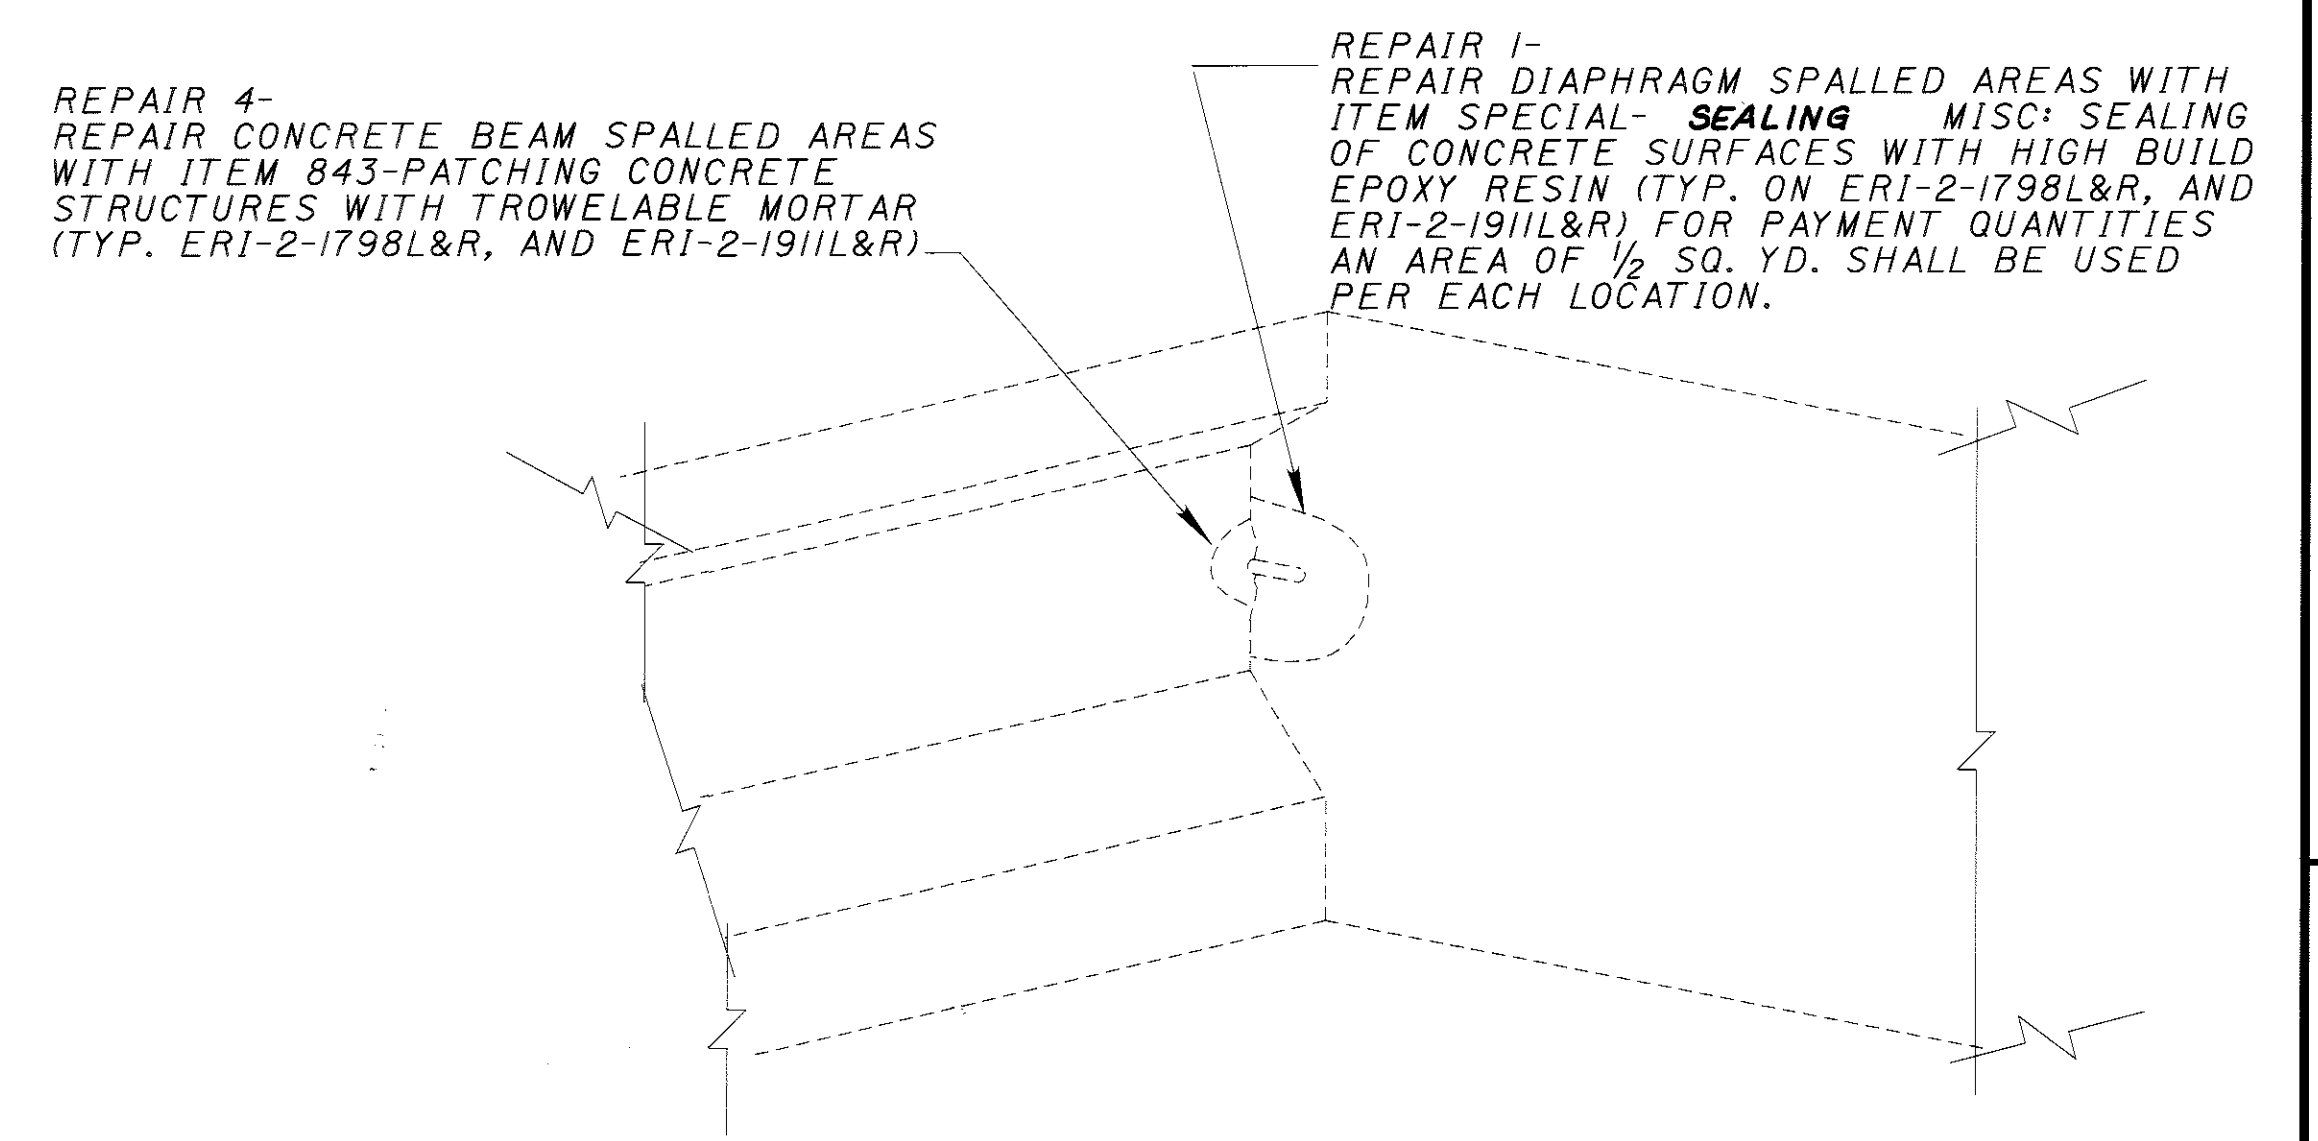 REPAIR 4-
REPAIR CONCRETE BEAM SPALLED AREAS
WITH ITEM 843-PATCHING CONCRETE
STRUCTURES WITH TROWELABLE MORTAR
(TYP. ERI-2-1798L&R, AND ERI-2-1911L&R)
REPAIR 1-
REPAIR DIAPHRAGM SPALLED AREAS WITH
ITEM SPECIAL- SEALING MISC: SEALING
OF CONCRETE SURFACES WITH HIGH BUILD
EPOXY RESIN (TYP. ON ERI-2-1798L&R, AND
ERI-2-1911L&R) FOR PAYMENT QUANTITIES
AN AREA OF 1/2 SQ. YD. SHALL BE USED
PER EACH LOCATION.